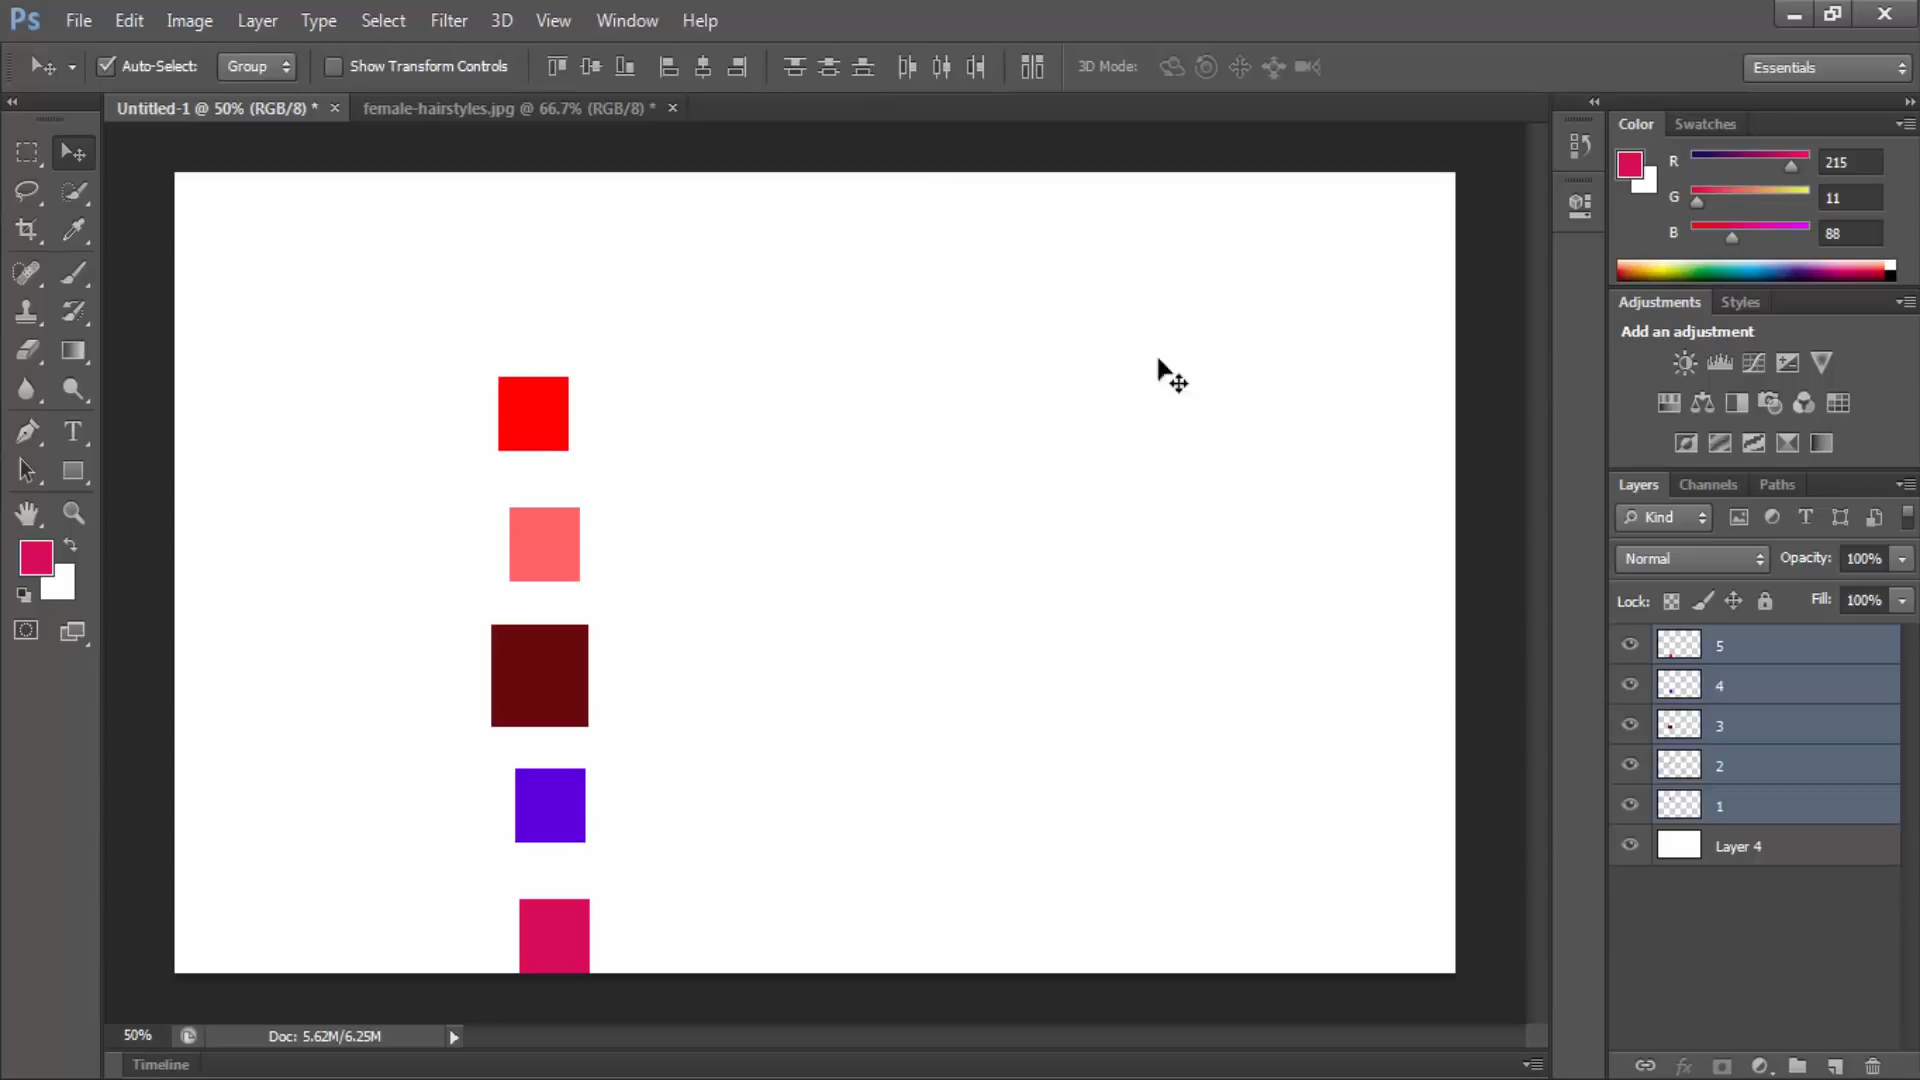 Ps File Edit Image Layer Type Select Filter 3D View Window Help
Auto-Select: Group Show Transform Controls 3D Mode: Essentials
Untitled-1 @ 50% (RGB/8) * × female-hairstyles.jpg @ 66.7% (RGB/8) * ×
Color Swatches
R 215
G 11
B 88
Adjustments Styles
Add an adjustment
Layers Channels Paths
Kind T
Normal Opacity: 100%
Lock: Fill: 100%
5
4
3
2
1
Layer 4
50% Doc: 5.62M/6.25M
Timeline fx